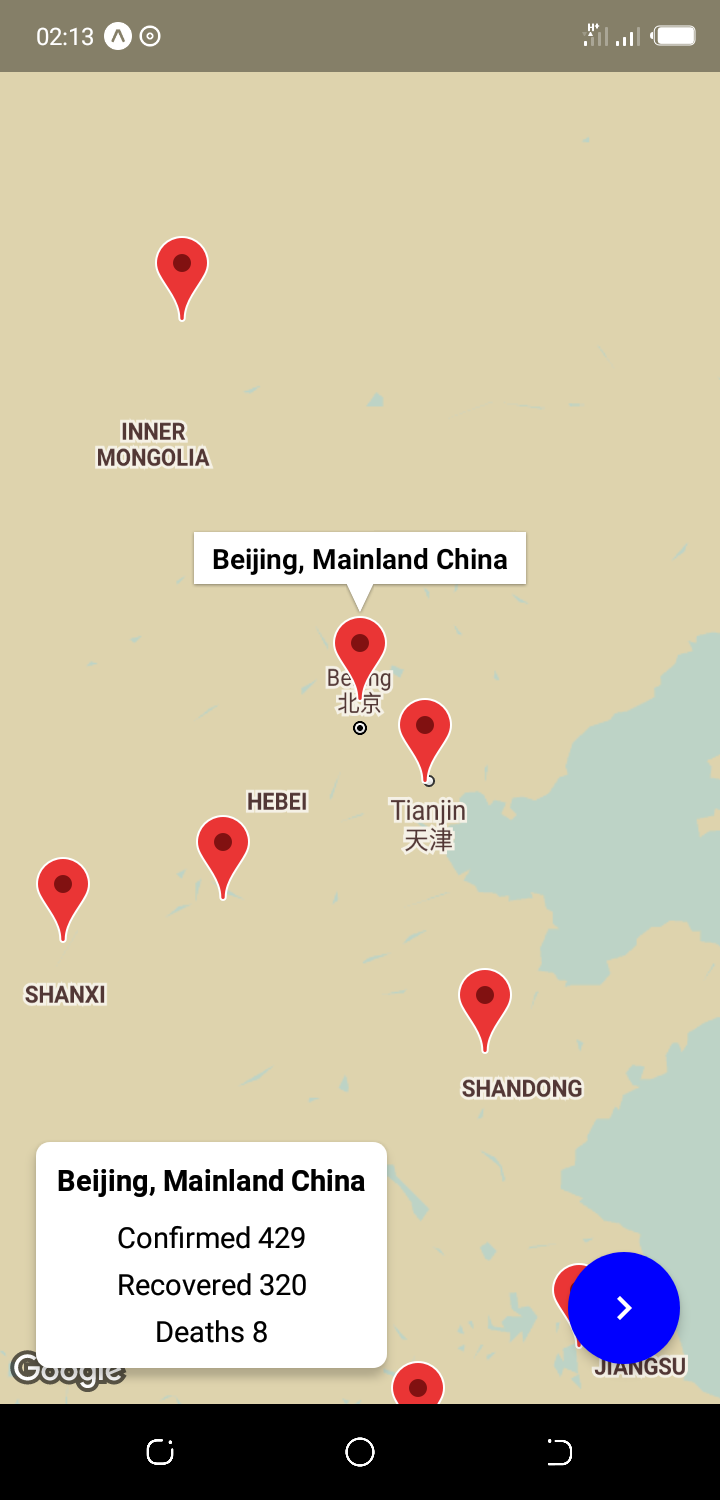 02:13
H+
INNER
MONGOLIA
Beijing, Mainland China
Beijing
北京
Tianjin
天津
HEBEI
SHANXI
SHANDONG
Beijing, Mainland China
Confirmed 429
Recovered 320
Deaths 8
Google
JIANGSU